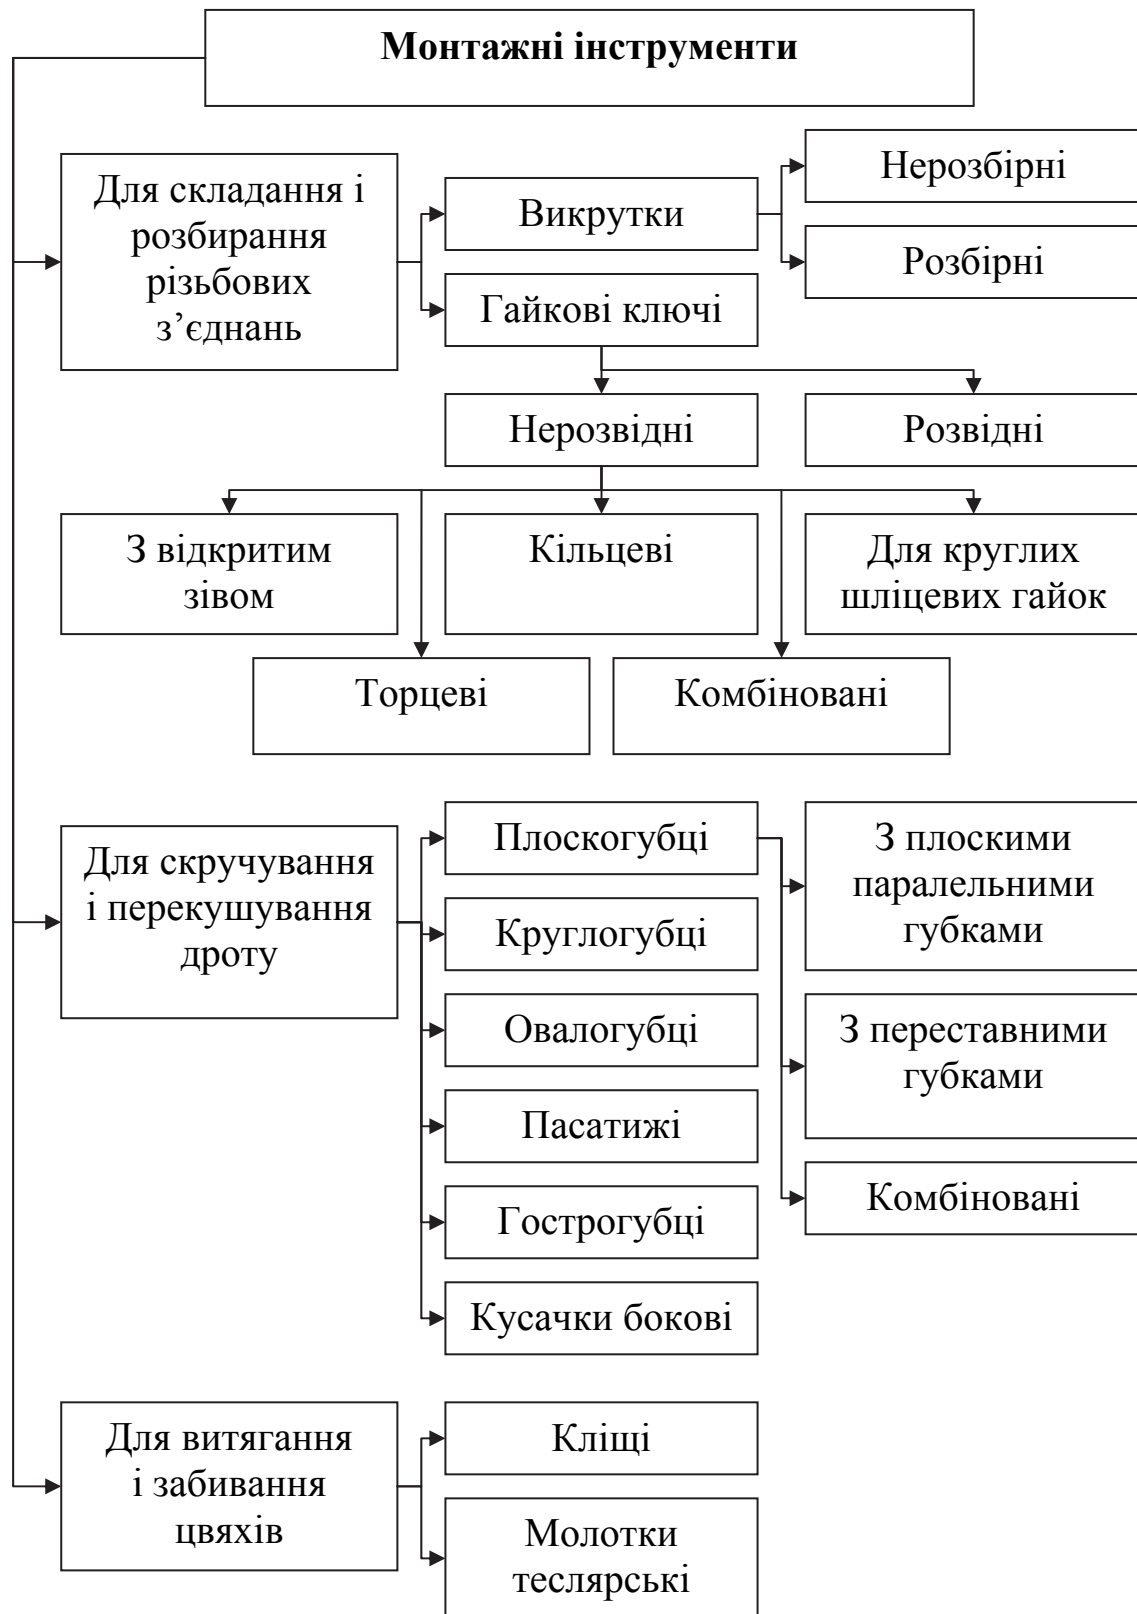 Монтажні інструменти
Для складання і
розбирання
різьбових
з’єднань
Викрутки
Нерозбірні
Розбірні
Гайкові ключі
Нерозвідні
Розвідні
З відкритим
зівом
Кільцеві
Для круглих
шліцевих гайок
Торцеві
Комбіновані
Для скручування
і перекушування
дроту
Плоскогубці
Круглогубці
Овалогубці
Пасатижі
Гострогубці
Кусачки бокові
З плоскими
паралельними
губками
З переставними
губками
Комбіновані
Для витягання
і забивання
цвяхів
Кліщі
Молотки
теслярські